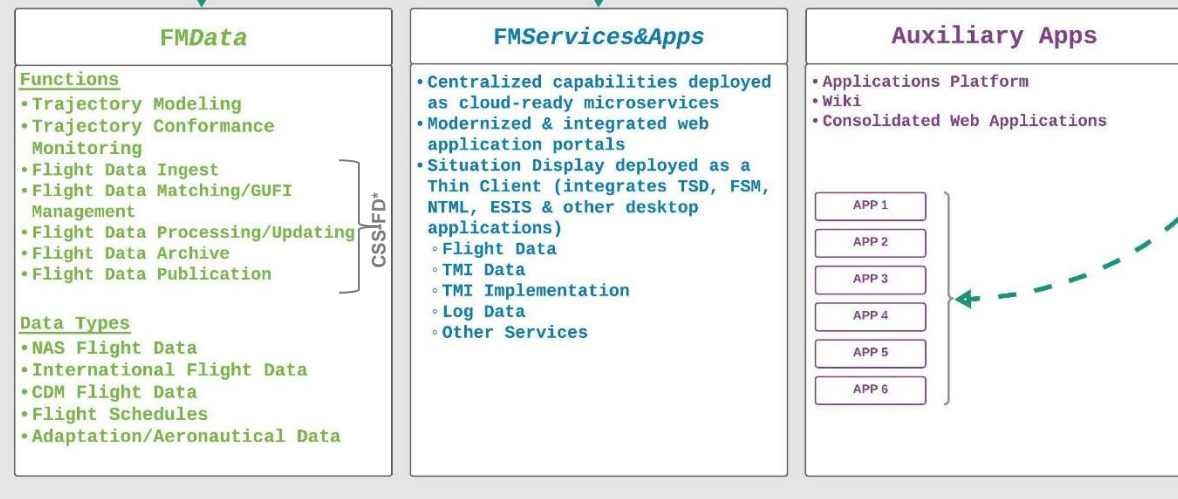 FMData
Functions
•Trajectory Modeling
•Trajectory Conformance
Monitoring
•Flight Data Ingest
•Flight Data Matching/GUFI
Management
•Flight Data Processing/Updating
•Flight Data Archive
•Flight Data Publication
CSS-FD*
Data Types
•NAS Flight Data
•International Flight Data
•CDM Flight Data
•Flight Schedules
•Adaptation/Aeronautical Data
FMServices&Apps
•Centralized capabilities deployed
as cloud-ready microservices
•Modernized & integrated web
application portals
•Situation Display deployed as a
Thin Client (integrates TSD, FSM,
NTML, ESIS & other desktop
applications)
◦Flight Data
◦TMI Data
◦TMI Implementation
◦Log Data
◦Other Services
Auxiliary Apps
•Applications Platform
•Wiki
•Consolidated Web Applications
APP 1
APP 2
APP 3
APP 4
APP 5
APP 6